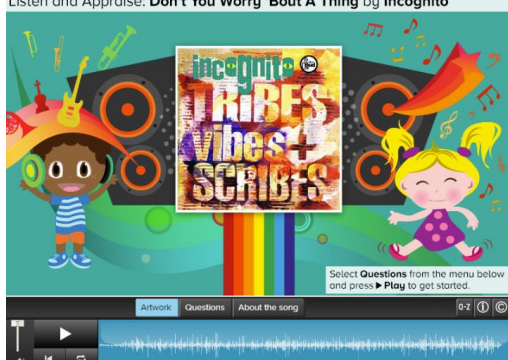 Listen and Appraise: Don't You Worry 'Bout A Thing by Incognito
incognito
TRIBES
vibes+
SCRIBES
Select Questions from the menu below
and press ▶ Play to get started.
Artwork Questions About the song
a-z